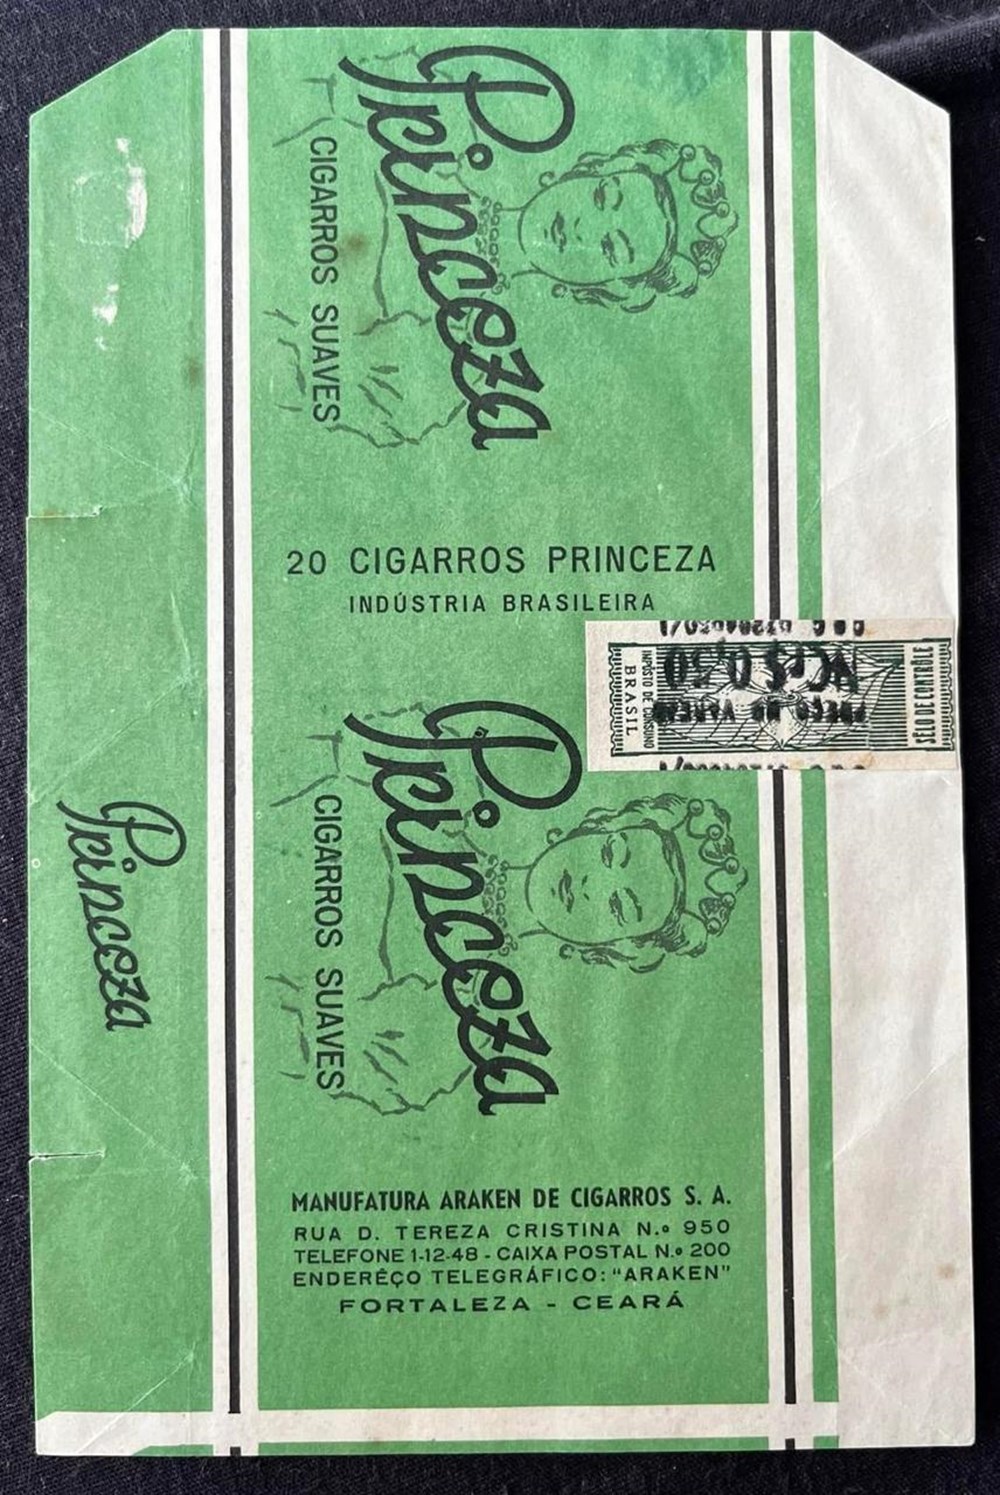 Princeza
CIGARROS SUAVES
20 CIGARROS PRINCEZA
INDÚSTRIA BRASILEIRA
SÊLO DE CONTRÔLE
IMPÔSTO DE CONSUMO
BRASIL
PREÇO NO VAREJO
NCr$ 0,50
Princeza
CIGARROS SUAVES
Princeza
MANUFATURA ARAKEN DE CIGARROS S. A.
RUA D. TEREZA CRISTINA N.º 950
TELEFONE 1-12-48 - CAIXA POSTAL N.º 200
ENDERÊÇO TELEGRÁFICO: "ARAKEN"
FORTALEZA - CEARÁ